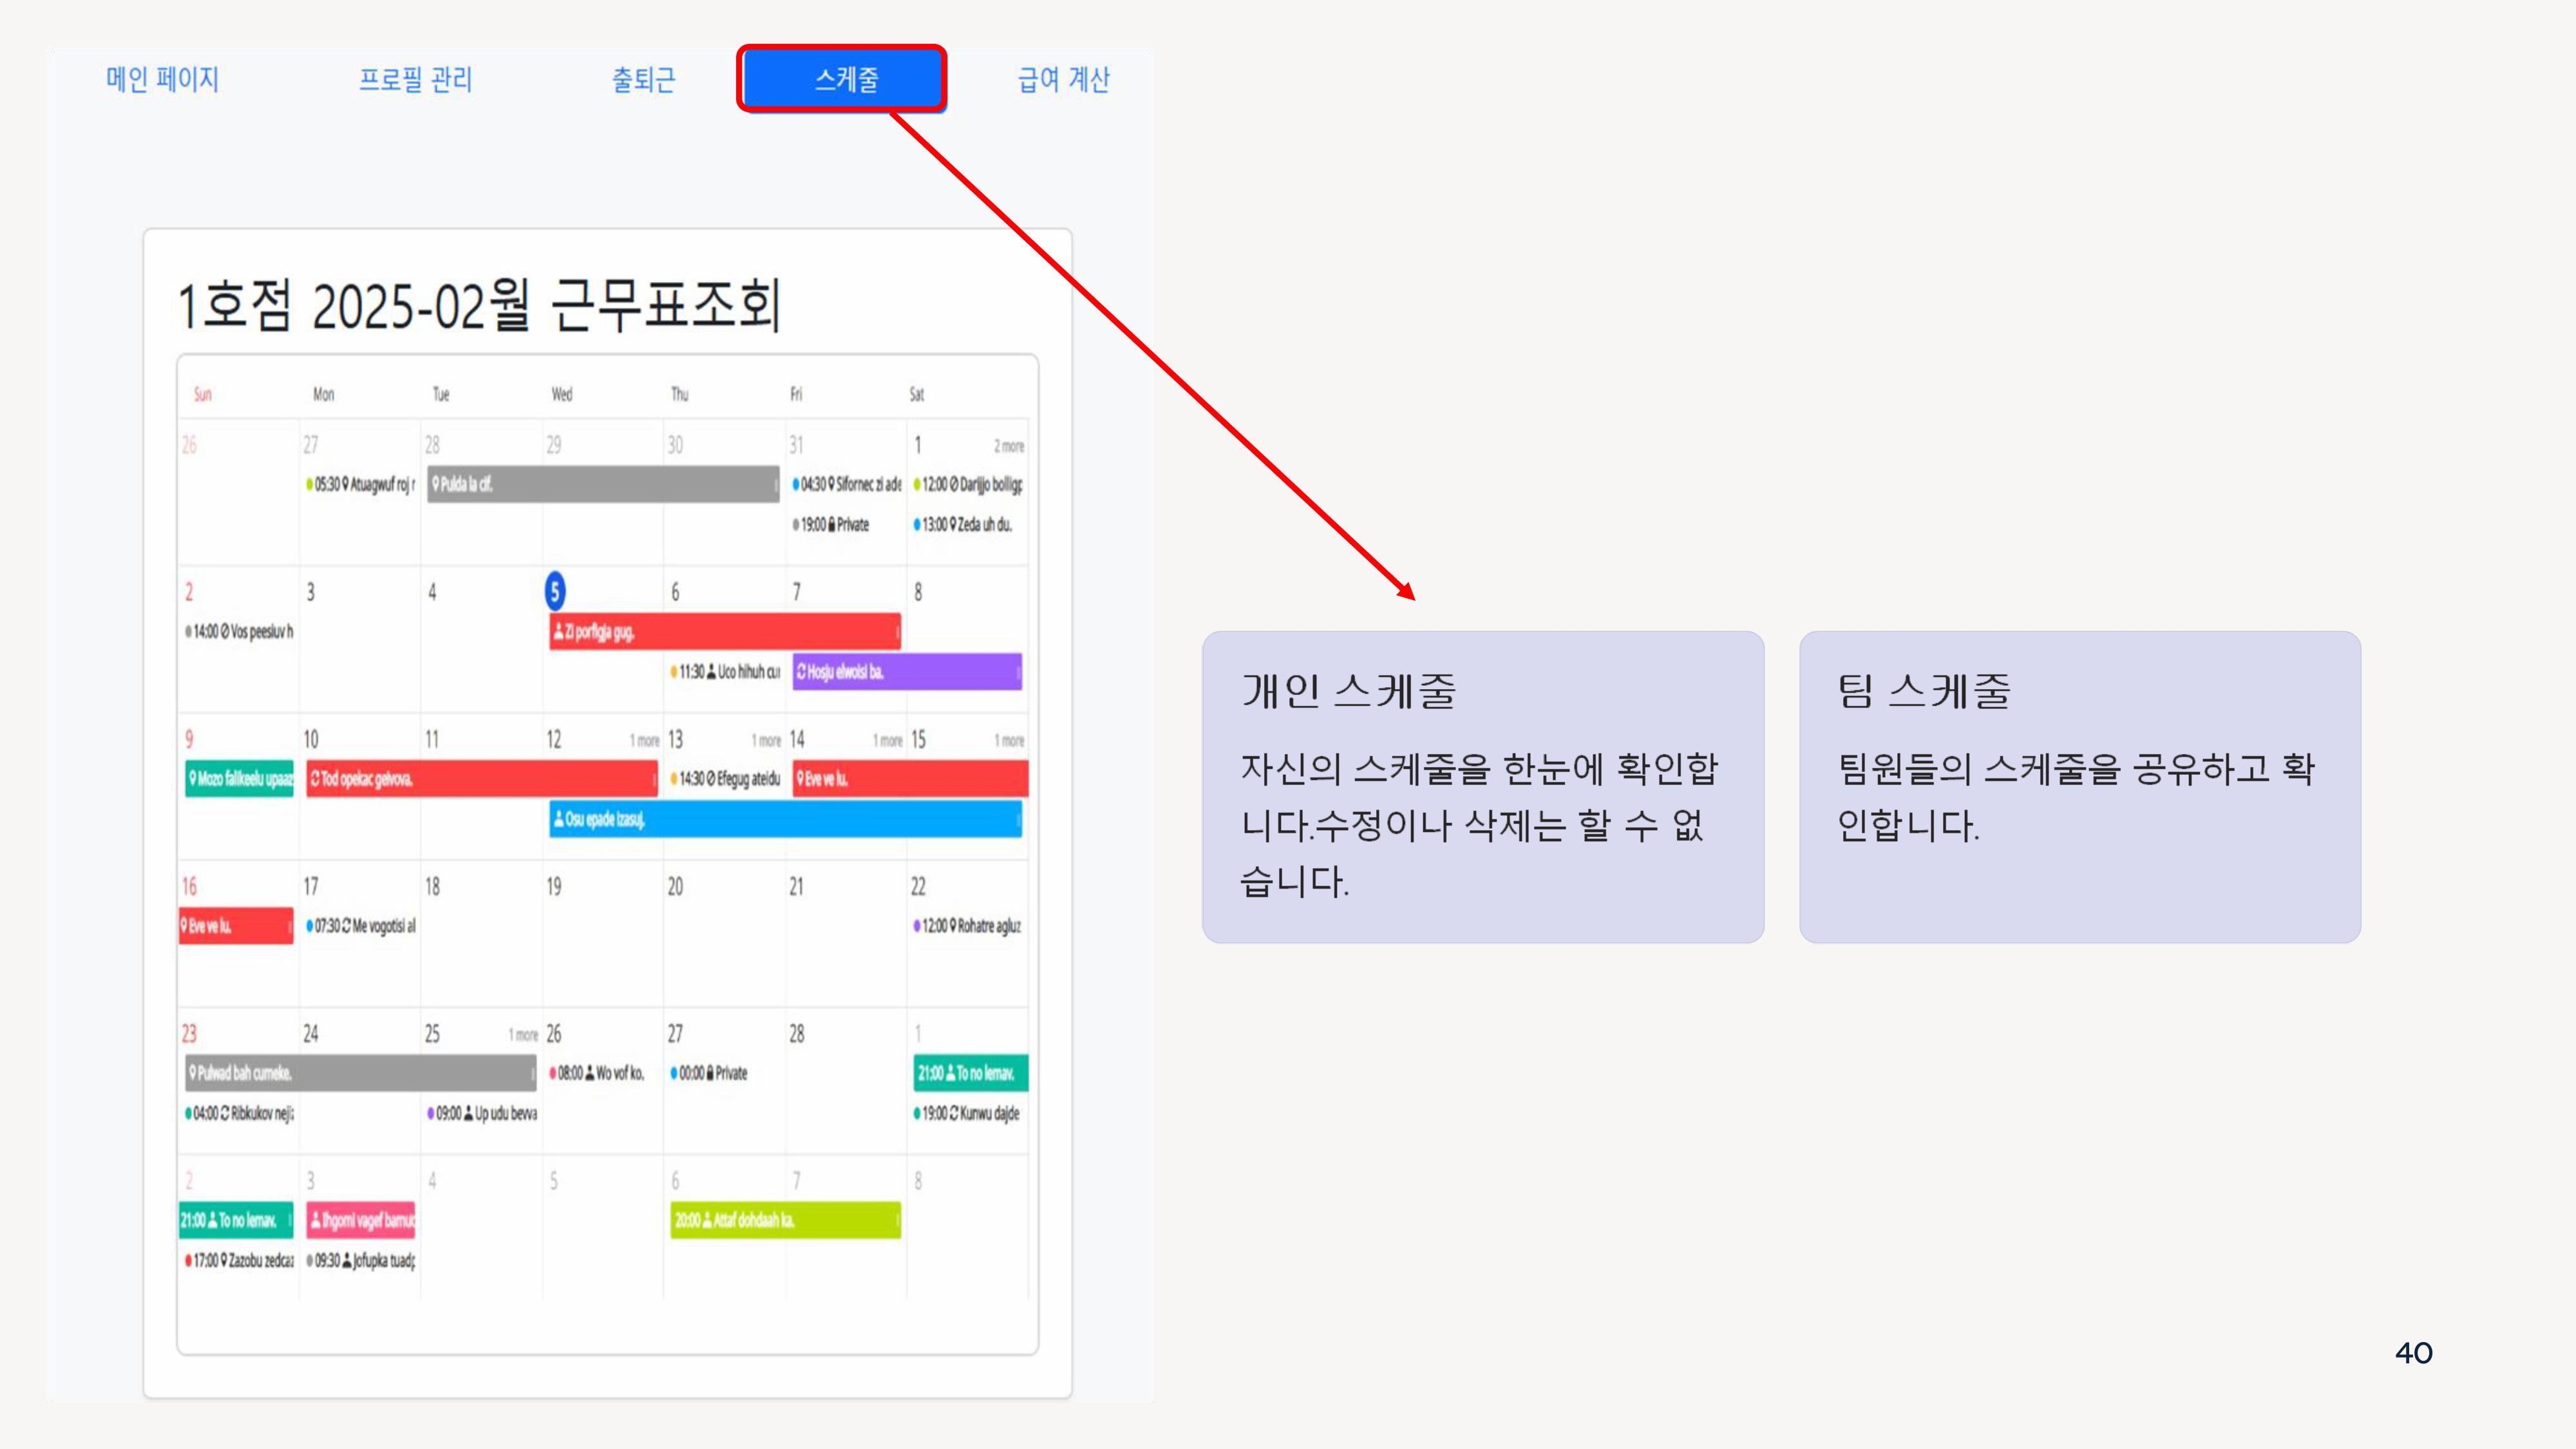 메인 페이지 프로필 관리 출퇴근 스케줄 급여 계산
1호점 2025-02월 근무표조회
Sun Mon Tue Wed Thu Fri Sat
26 27 28 29 30 31 1 2 more
05:30 Atuagwuf roj Pulda la cif. 04:30 Sifornec zi ade 12:00 Darijjo bollig
19:00 Private 13:00 Zeda uh du.
2 3 4 5 6 7 8
14:00 Vos peesiuv h Zi porfigja gug.
11:30 Uco hihuh Hosju elwoisi ba.
9 10 11 12 1 more 13 1 more 14 1 more 15 1 more
Mozo falikeelu upaaz Tod opekac gelvova. 14:30 Efegug ateidu Eve ve lu.
Osu epade izasuj.
16 17 18 19 20 21 22
Eve ve lu. 07:30 Me vogotisi al 12:00 Rohatre agluz
23 24 25 1 more 26 27 28 1
Pulwad bah cumeke. 08:00 Wo vof ko. 00:00 Private 21:00 To no lemav.
04:00 Ribkukov neji 09:00 Up udu bevva 19:00 Kunwu dajde
2 3 4 5 6 7 8
21:00 To no lemav. Ihgomi vagef bamud 20:00 Attaf dohdaah ka.
17:00 Zazobu zedcaz 09:30 Jofupka tuadp
개인 스케줄
자신의 스케줄을 한눈에 확인합
니다.수정이나 삭제는 할 수 없
습니다.
팀 스케줄
팀원들의 스케줄을 공유하고 확
인합니다.
40